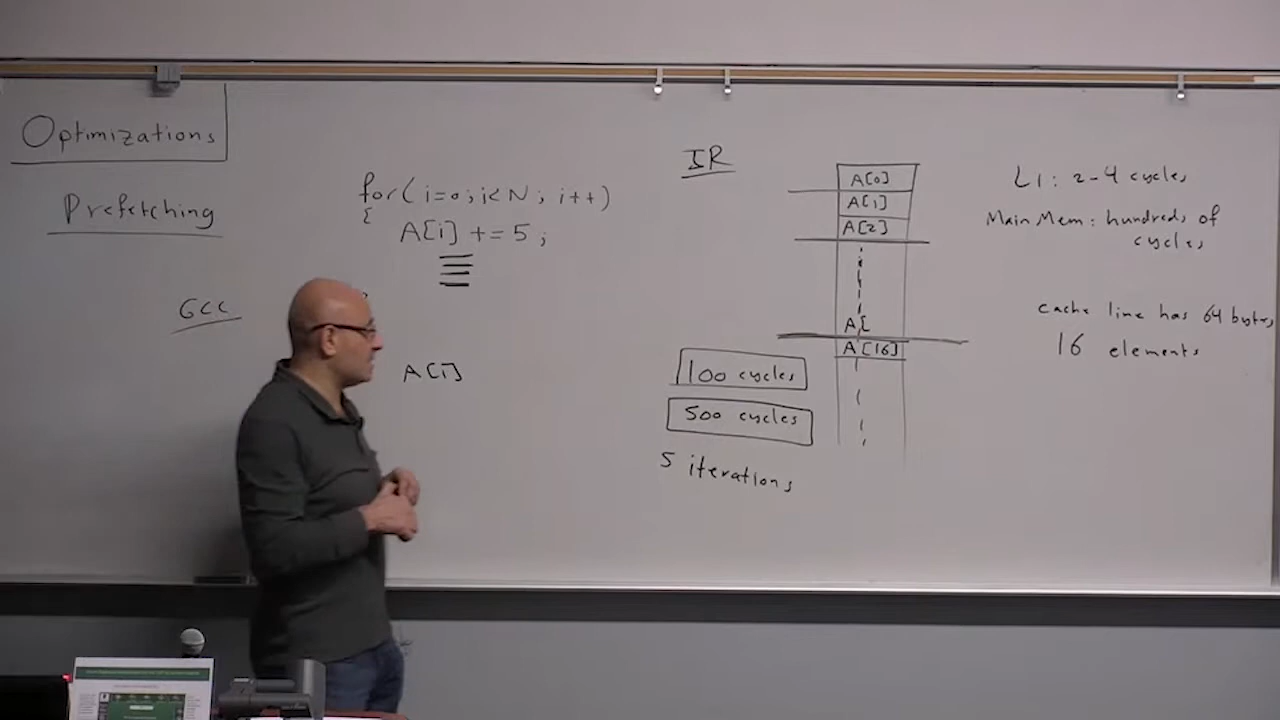 Optimizations
Prefetching
GCC
for( i=0; i< N ; i++)
{
A[i] += 5 ;
A[i]
IR
A[0]
A[1]
A[2]
A[
A[16]
100 cycles
500 cycles
5 iterations
L1: 2-4 cycles
Main Mem: hundreds of
cycles
cache line has 64 bytes
16 elements